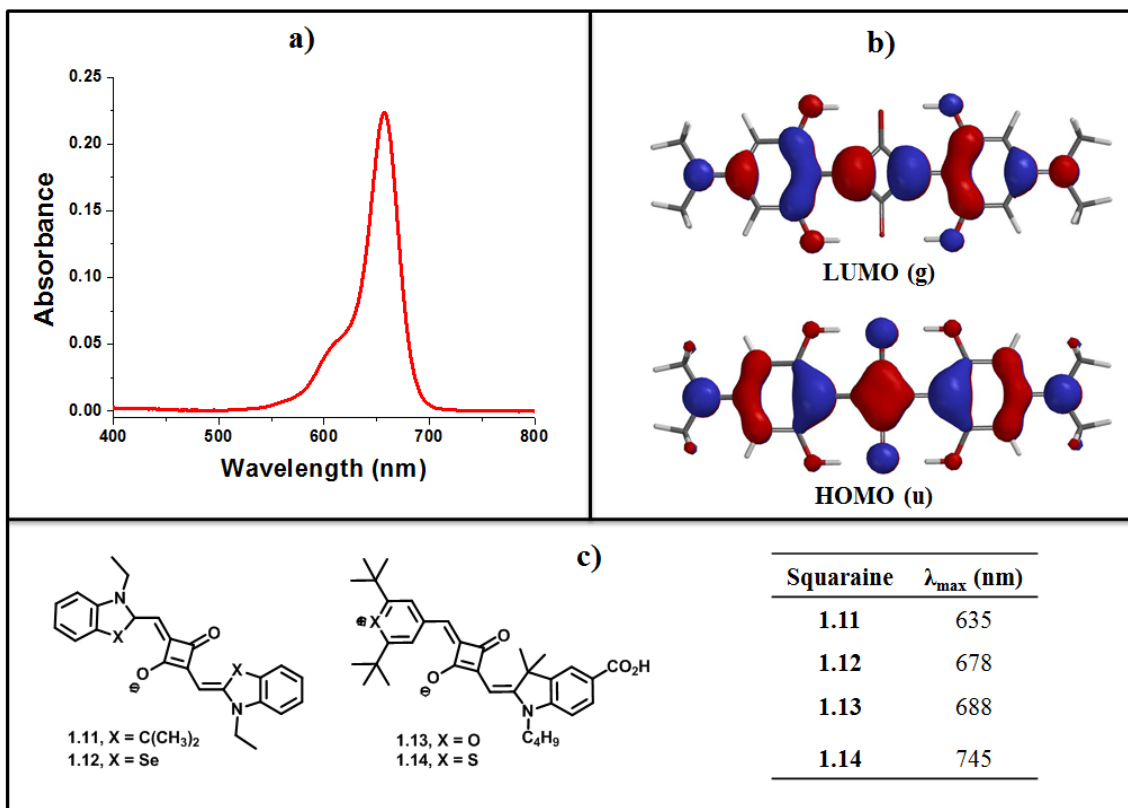 a)
0.25
0.20
0.15
0.10
0.05
0.00
Absorbance
400 500 600 700 800
Wavelength (nm)
b)
LUMO (g)
HOMO (u)
c)
N
X
O
O
⊖
X
N
1.11, X = C(CH₃)₂
1.12, X = Se
⊕
X
O
O
⊖
CO₂H
N
C₄H₉
1.13, X = O
1.14, X = S
Squaraine λmax (nm)
1.11 635
1.12 678
1.13 688
1.14 745